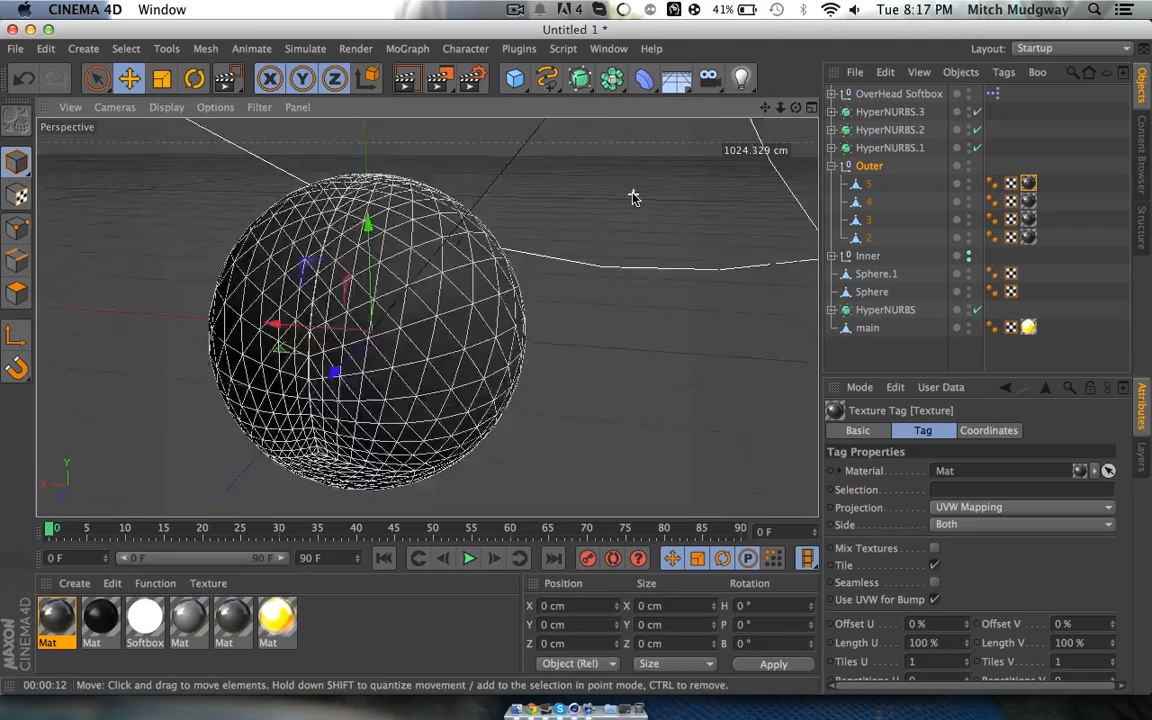 CINEMA 4D Window 4 41% Tue 8:17 PM Mitch Mudgway
Untitled 1 *
File Edit Create Select Tools Mesh Animate Simulate Render MoGraph Character Plugins Script Window Help Layout: Startup
X Y Z
File Edit View Objects Tags Boo
View Cameras Display Options Filter Panel
Perspective
1024.329 cm
OverHead Softbox
HyperNURBS.3
HyperNURBS.2
HyperNURBS.1
Outer
5
4
3
2
Inner
Sphere.1
Sphere
HyperNURBS
main
Objects
Content Browser
Structure
Mode Edit User Data
Texture Tag [Texture]
Basic Tag Coordinates
Tag Properties
Material Mat
Selection
Projection UVW Mapping
Side Both
Mix Textures
Tile
Seamless
Use UVW for Bump
Offset U 0 % Offset V 0 %
Length U 100 % Length V 100 %
Tiles U 1 Tiles V 1
Attributes
Layers
Y
X
Z
0 5 10 15 20 25 30 35 40 45 50 55 60 65 70 75 80 85 90 0 F
0 F 0 F 90 F 90 F
P
Create Edit Function Texture
Mat Mat Softbox Mat Mat Mat
Position Size Rotation
X 0 cm X 0 cm H 0 °
Y 0 cm Y 0 cm P 0 °
Z 0 cm Z 0 cm B 0 °
Object (Rel) Size Apply
MAXON
CINEMA4D
00:00:12 Move: Click and drag to move elements. Hold down SHIFT to quantize movement / add to the selection in point mode, CTRL to remove.